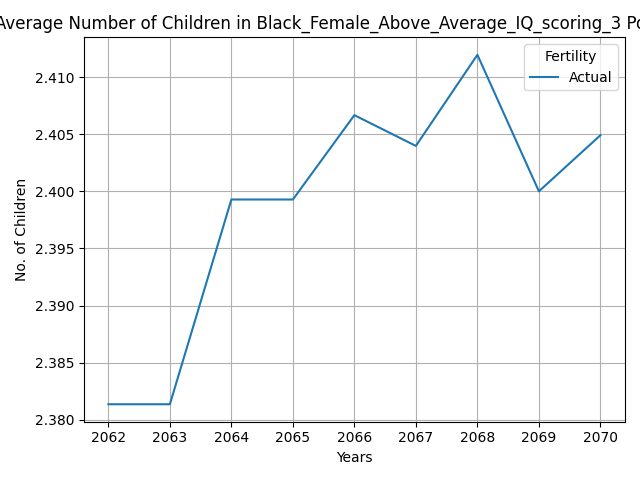 Average Number of Children in Black_Female_Above_Average_IQ_scoring_3 Po
Fertility
Actual
2.410
2.405
2.400
2.395
2.390
2.385
2.380
No. of Children
2062 2063 2064 2065 2066 2067 2068 2069 2070
Years